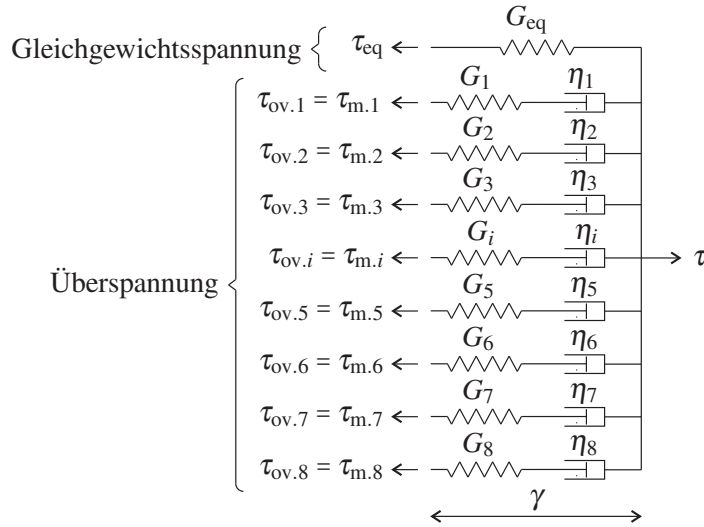 G_eq
Gleichgewichtsspannung { τ_eq
G_1 η_1
τ_ov.1 = τ_m.1
G_2 η_2
τ_ov.2 = τ_m.2
G_3 η_3
τ_ov.3 = τ_m.3
G_i η_i
τ_ov.i = τ_m.i τ
Überspannung {
G_5 η_5
τ_ov.5 = τ_m.5
G_6 η_6
τ_ov.6 = τ_m.6
G_7 η_7
τ_ov.7 = τ_m.7
G_8 η_8
τ_ov.8 = τ_m.8
γ